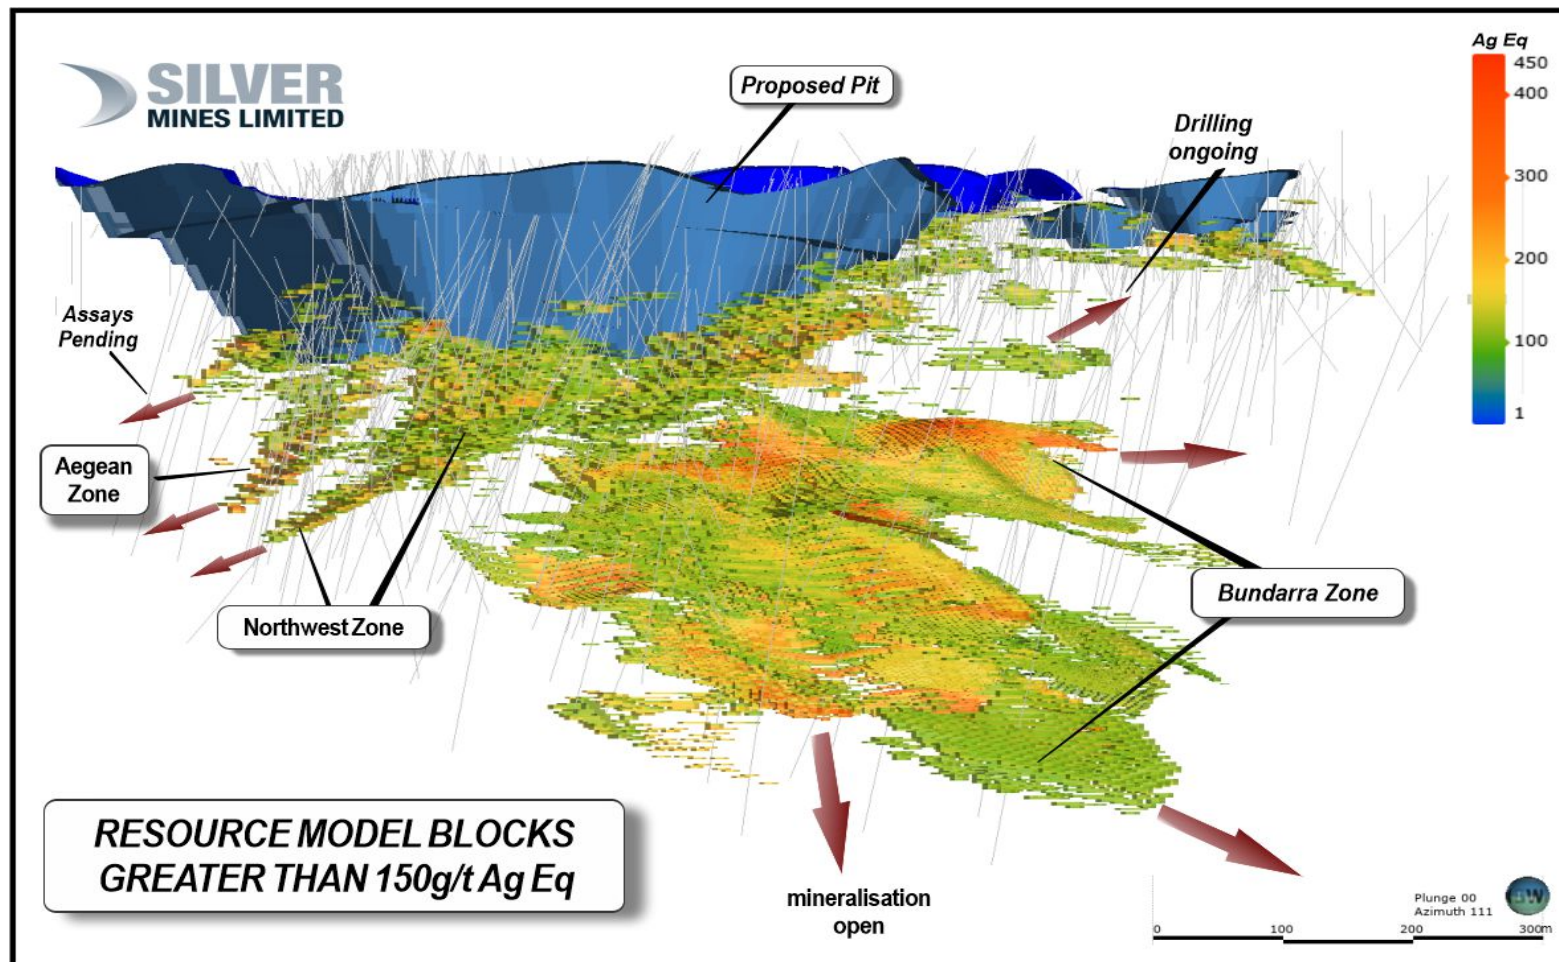 SILVER
MINES LIMITED
Proposed Pit
Drilling
ongoing
Ag Eq
450
400
300
200
100
1
Assays
Pending
Aegean
Zone
Northwest Zone
Bundarra Zone
RESOURCE MODEL BLOCKS
GREATER THAN 150g/t Ag Eq
mineralisation
open
Plunge 00
Azimuth 111
0 100 200 300m